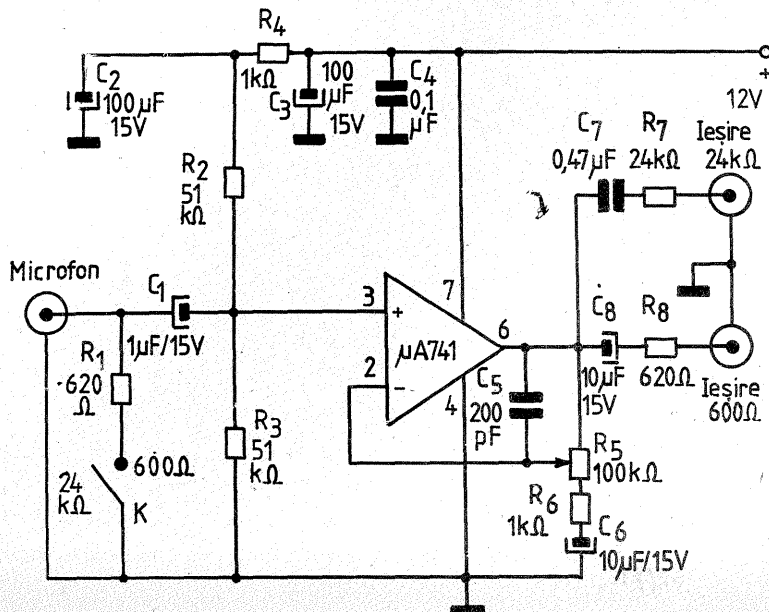 R4
1kΩ
C2
100µF
15V
100
µF
15V
C3
C4
0,1
µF
+
12V
C7
0,47µF
R7
24kΩ
Ieşire
24kΩ
R2
51
kΩ
Microfon
C1
1µF/15V
R1
620
Ω
600Ω
24
kΩ
K
R3
51
kΩ
3
+
2
−
µA741
7
6
4
C5
200
pF
C8
10µF
15V
R8
620Ω
Ieşire
600Ω
R5
100kΩ
R6
1kΩ
C6
10µF/15V